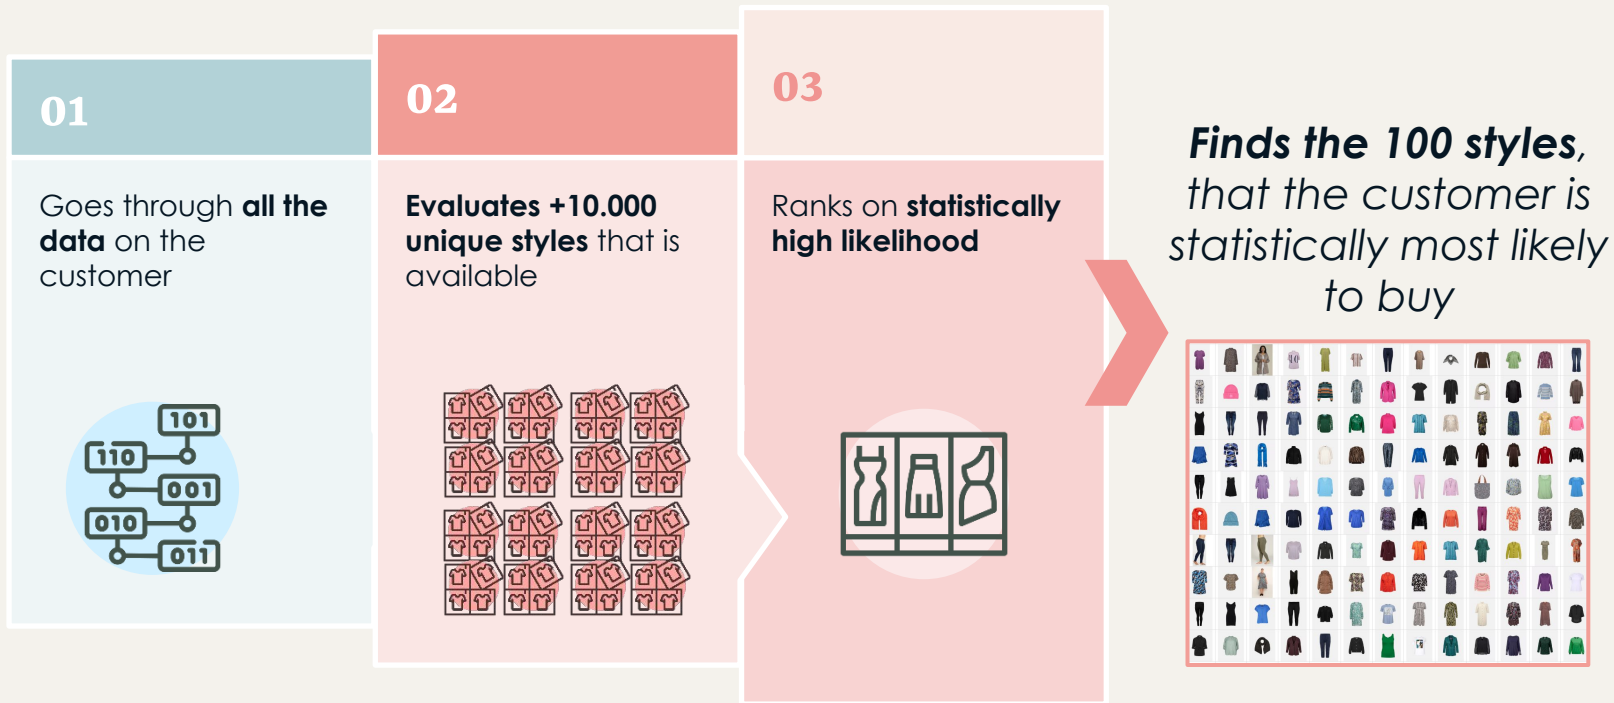 01
Goes through all the
data on the
customer
101
110
001
010
011
02
Evaluates +10.000
unique styles that is
available
03
Ranks on statistically
high likelihood
Finds the 100 styles,
that the customer is
statistically most likely
to buy